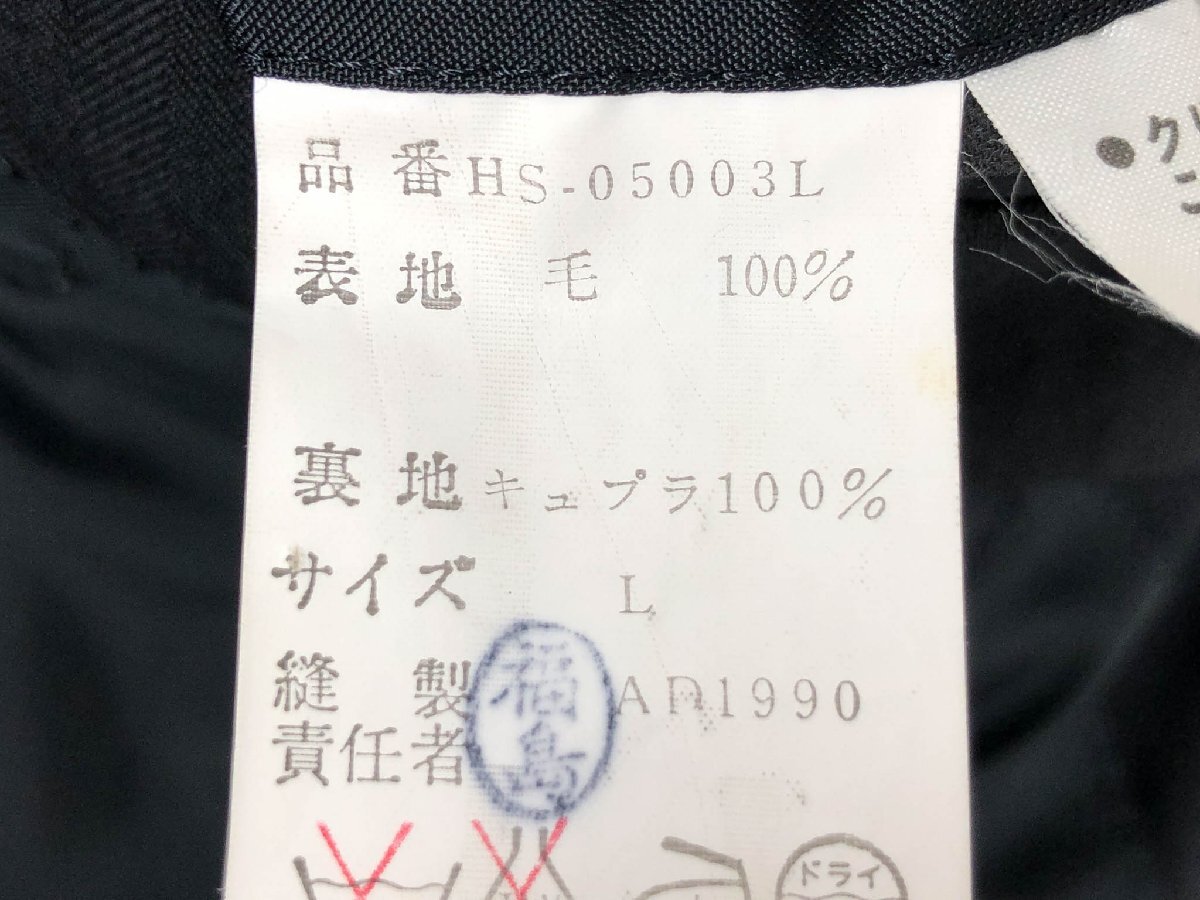 品番 HS-05003L
表地 毛 100%
裏地 キュプラ100%
サイズ L
縫製 AD1990
責任者
福島
ドライ